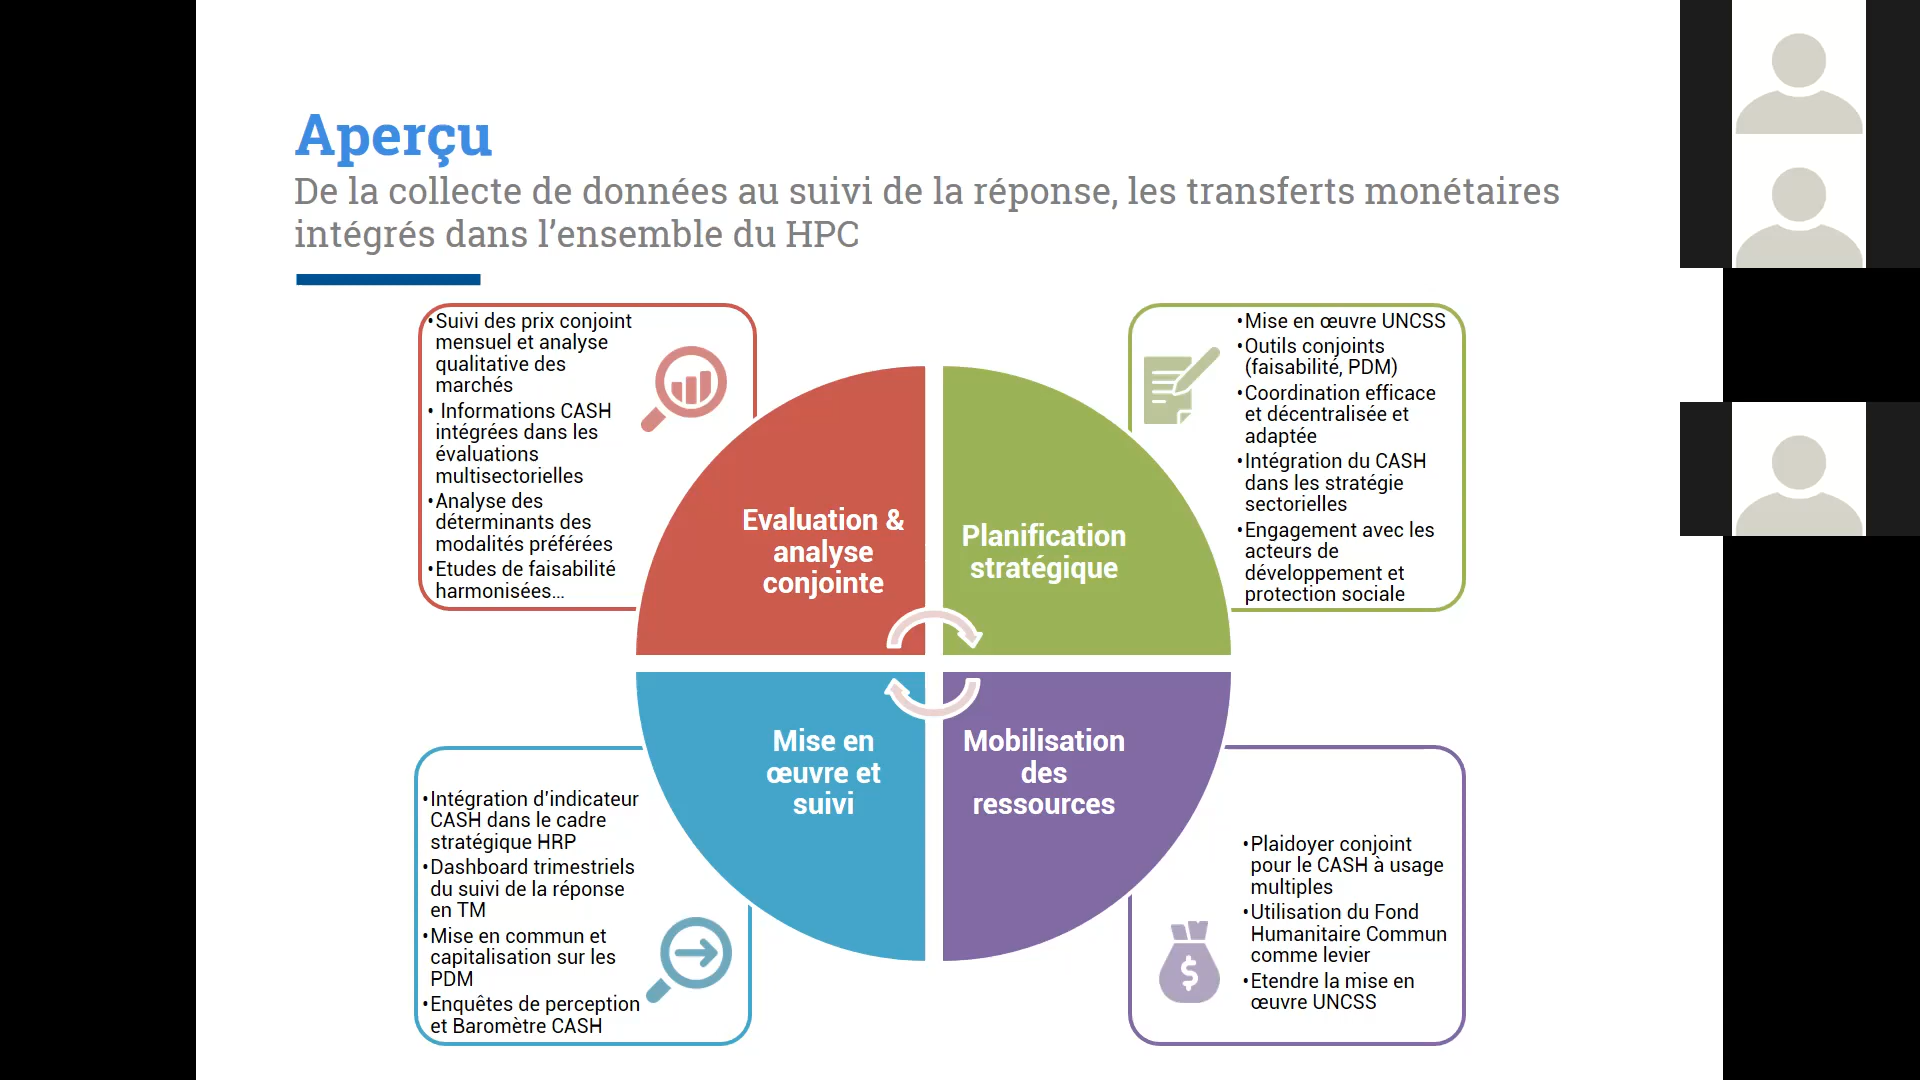 Aperçu
De la collecte de données au suivi de la réponse, les transferts monétaires
intégrés dans l'ensemble du HPC
•Suivi des prix conjoint
mensuel et analyse
qualitative des
marchés
• Informations CASH
intégrées dans les
évaluations
multisectorielles
•Analyse des
déterminants des
modalités préférées
•Etudes de faisabilité
harmonisées...
•Mise en œuvre UNCSS
•Outils conjoints
(faisabilité, PDM)
•Coordination efficace
et décentralisée et
adaptée
•Intégration du CASH
dans les stratégie
sectorielles
•Engagement avec les
acteurs de
développement et
protection sociale
Evaluation &
analyse
conjointe
Planification
stratégique
Mise en
œuvre et
suivi
Mobilisation
des
ressources
•Intégration d'indicateur
CASH dans le cadre
stratégique HRP
•Dashboard trimestriels
du suivi de la réponse
en TM
•Mise en commun et
capitalisation sur les
PDM
•Enquêtes de perception
et Baromètre CASH
•Plaidoyer conjoint
pour le CASH à usage
multiples
•Utilisation du Fond
Humanitaire Commun
comme levier
•Etendre la mise en
œuvre UNCSS
$